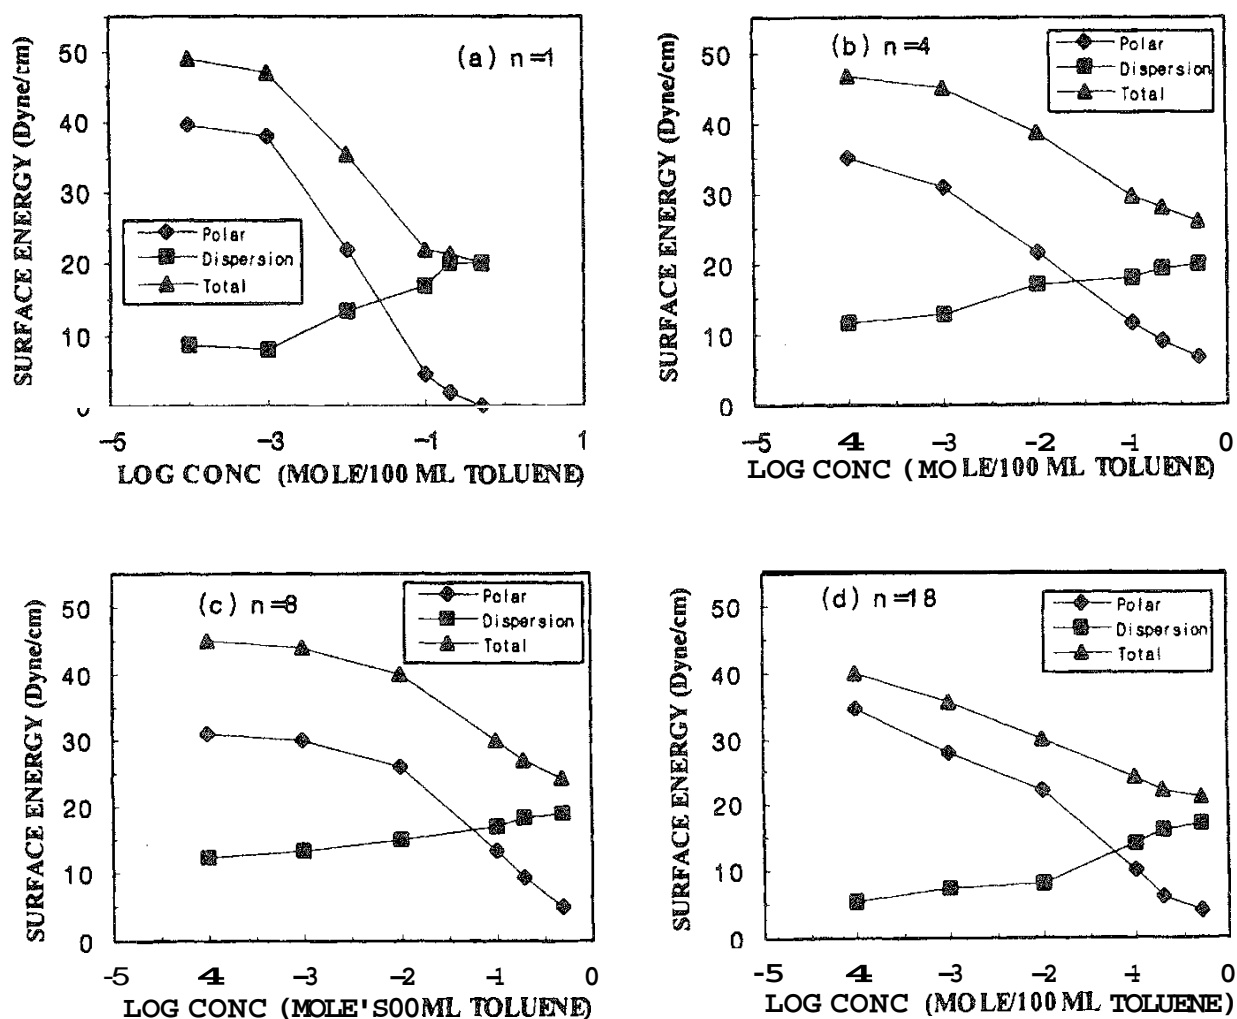 (a) n=1
SURFACE ENERGY (Dyne/cm)
50
40
30
20
10
0
Polar
Dispersion
Total
-5
-3
-1
1
LOG CONC (MOLE/100 ML TOLUENE)
(b) n=4
Polar
Dispersion
Total
SURFACE ENERGY (Dyne/cm)
50
40
30
20
10
0
-5
4
-3
-2
-1
0
LOG CONC (MOLE/100 ML TOLUENE)
(c) n=8
Polar
Dispersion
Total
SURFACE ENERGY (Dyne/cm)
50
40
30
20
10
0
-5
4
-3
-2
-1
0
LOG CONC (MOLE'S00ML TOLUENE)
(d) n=18
Polar
Dispersion
Total
SURFACE ENERGY (Dyne/cm)
50
40
30
20
10
0
-5
4
-3
-2
-1
0
LOG CONC (MOLE/100 ML TOLUENE)